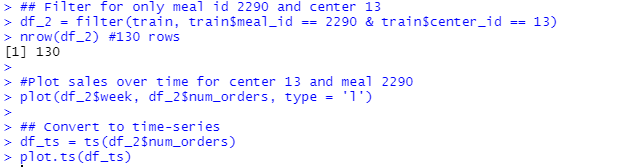 > ## Filter for only meal id 2290 and center 13
> df_2 = filter(train, train$meal_id == 2290 & train$center_id == 13)
> nrow(df_2) #130 rows
[1] 130
>
> #Plot sales over time for center 13 and meal 2290
> plot(df_2$week, df_2$num_orders, type = 'l')
>
> ## Convert to time-series
> df_ts = ts(df_2$num_orders)
> plot.ts(df_ts)